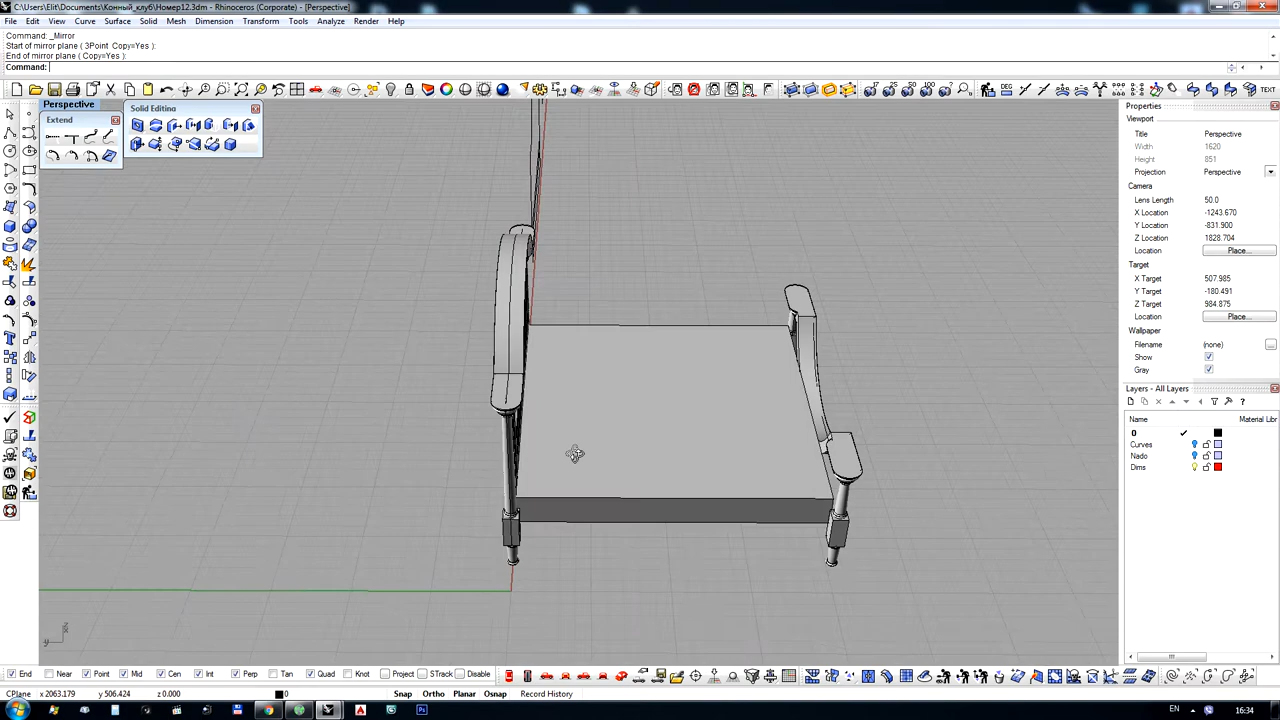 C:\Users\Elit\Documents\Конный_клуб\Номер12.3dm - Rhinoceros (Corporate) - [Perspective]
File Edit View Curve Surface Solid Mesh Dimension Transform Tools Analyze Render Help
Command: _Mirror
Start of mirror plane ( 3Point Copy=Yes ):
End of mirror plane ( Copy=Yes ):
Command:
TEXT
Perspective
Solid Editing
Extend
Properties
Viewport
Title Perspective
Width 1620
Height 851
Projection Perspective
Camera
Lens Length 50.0
X Location -1243.670
Y Location -831.900
Z Location 1828.704
Location Place...
Target
X Target 507.985
Y Target -180.491
Z Target 984.875
Location Place...
Wallpaper
Filename (none)
Show
Gray
Layers - All Layers
Name Material Libr
0
Curves
Nado
Dims
End Near Point Mid Cen Int Perp Tan Quad Knot Project STrack Disable
CPlane x 2063.179 y 506.424 z 0.000 0 Snap Ortho Planar Osnap Record History
EN 16:34